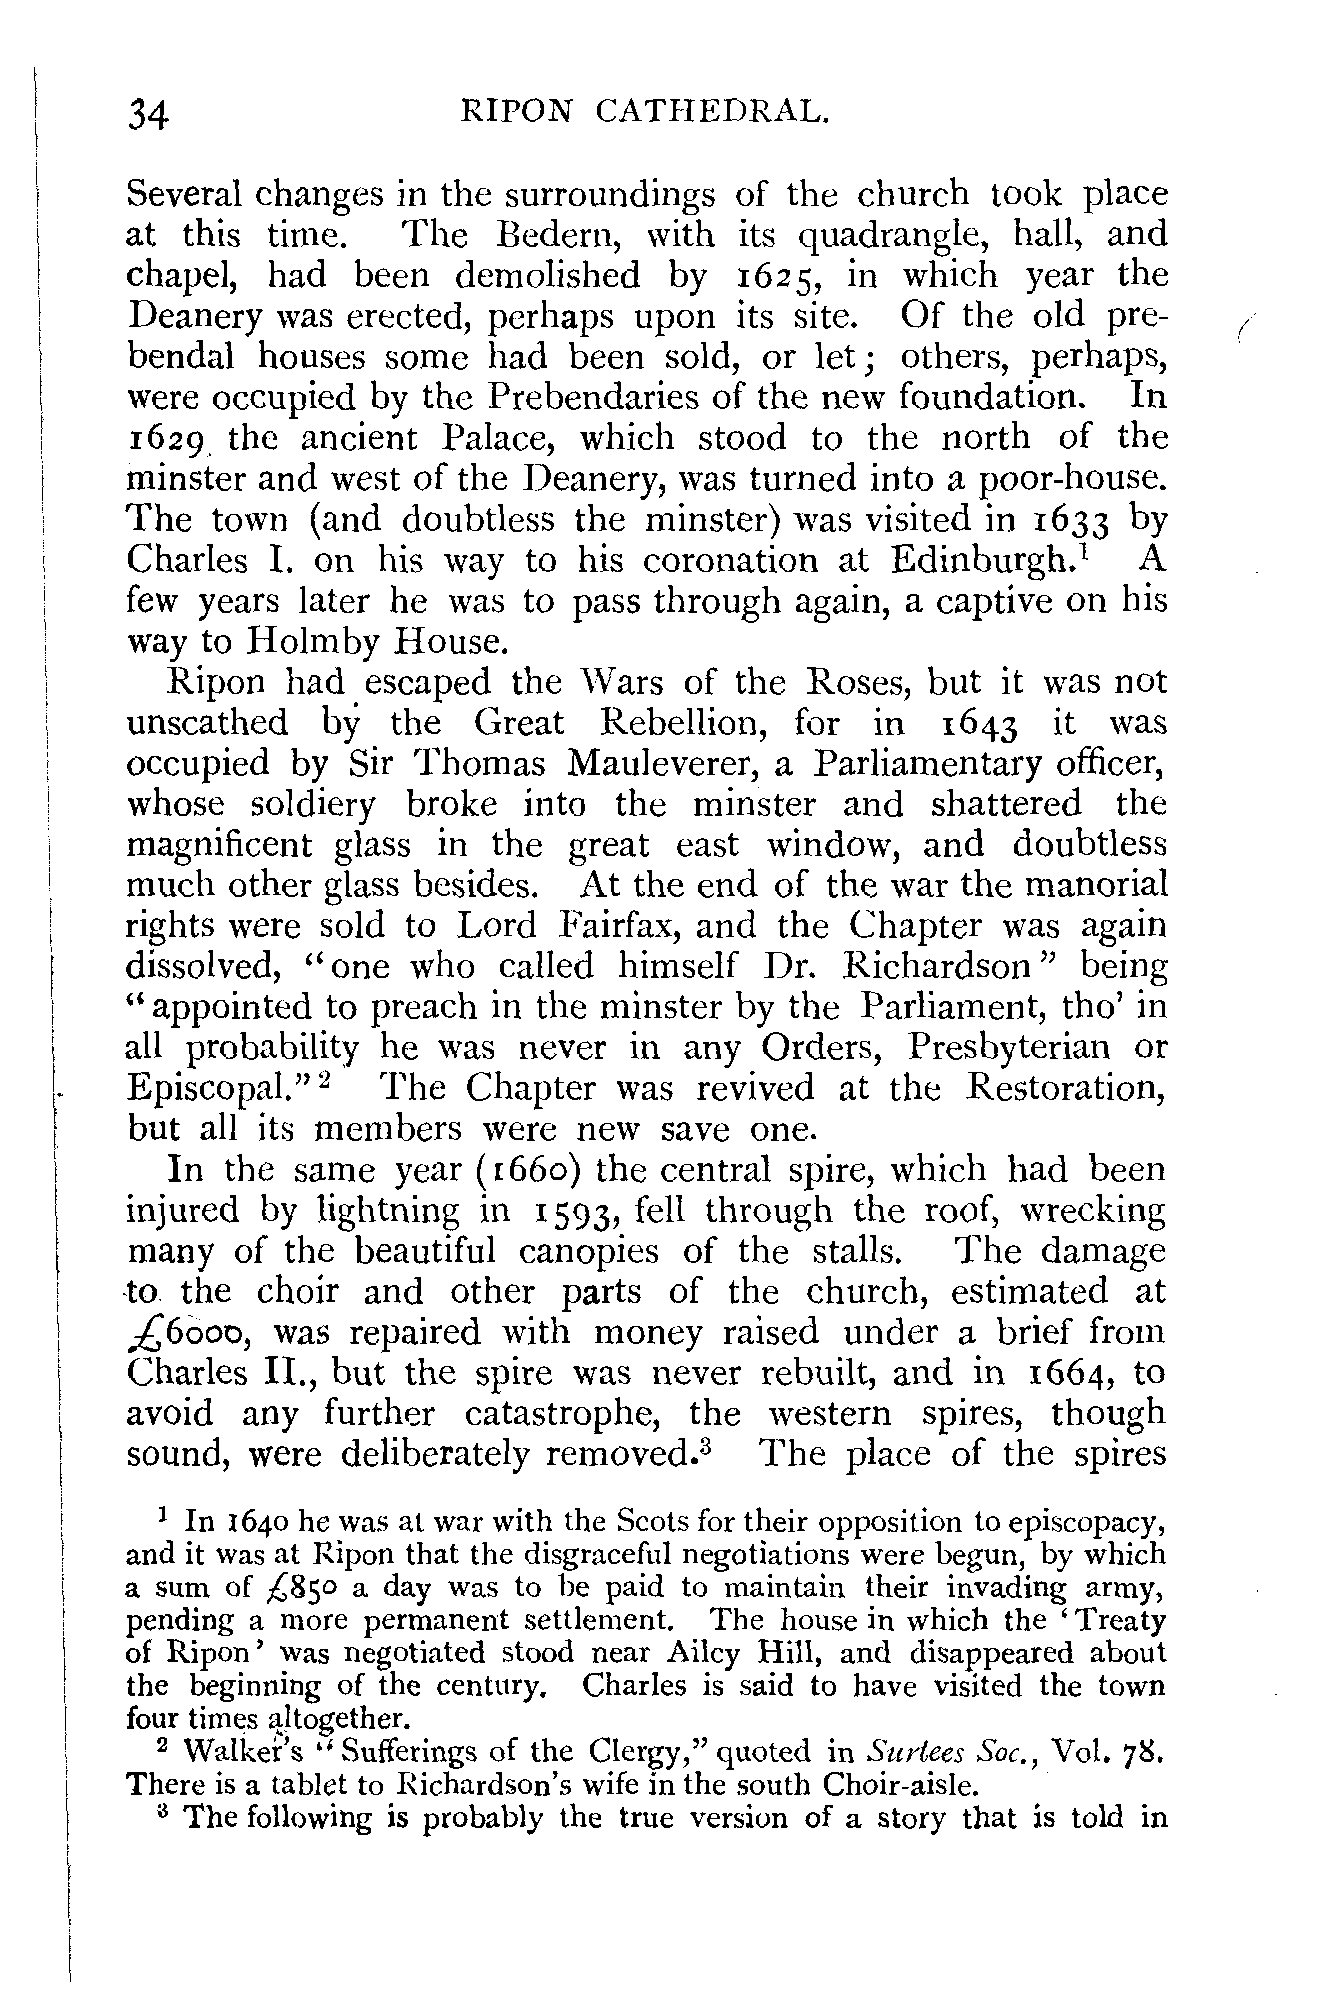 34 RIPON CATHEDRAL.
Several changes in the surroundings of the church took place
at this time. The Bedern, with its quadrangle, hall, and
chapel, had been demolished by 1625, in which year the
Deanery was erected, perhaps upon its site. Of the old pre-
bendal houses some had been sold, or let; others, perhaps,
were occupied by the Prebendaries of the new foundation. In
1629 the ancient Palace, which stood to the north of the
minster and west of the Deanery, was turned into a poor-house.
The town (and doubtless the minster) was visited in 1633 by
Charles I. on his way to his coronation at Edinburgh.¹ A
few years later he was to pass through again, a captive on his
way to Holmby House.
Ripon had escaped the Wars of the Roses, but it was not
unscathed by the Great Rebellion, for in 1643 it was
occupied by Sir Thomas Mauleverer, a Parliamentary officer,
whose soldiery broke into the minster and shattered the
magnificent glass in the great east window, and doubtless
much other glass besides. At the end of the war the manorial
rights were sold to Lord Fairfax, and the Chapter was again
dissolved, "one who called himself Dr. Richardson" being
"appointed to preach in the minster by the Parliament, tho' in
all probability he was never in any Orders, Presbyterian or
Episcopal."² The Chapter was revived at the Restoration,
but all its members were new save one.
In the same year (1660) the central spire, which had been
injured by lightning in 1593, fell through the roof, wrecking
many of the beautiful canopies of the stalls. The damage
to the choir and other parts of the church, estimated at
£6000, was repaired with money raised under a brief from
Charles II., but the spire was never rebuilt, and in 1664, to
avoid any further catastrophe, the western spires, though
sound, were deliberately removed.³ The place of the spires
¹ In 1640 he was at war with the Scots for their opposition to episcopacy,
and it was at Ripon that the disgraceful negotiations were begun, by which
a sum of £850 a day was to be paid to maintain their invading army,
pending a more permanent settlement. The house in which the 'Treaty
of Ripon' was negotiated stood near Ailcy Hill, and disappeared about
the beginning of the century. Charles is said to have visited the town
four times altogether.
² Walker's "Sufferings of the Clergy," quoted in Surtees Soc., Vol. 78.
There is a tablet to Richardson's wife in the south Choir-aisle.
³ The following is probably the true version of a story that is told in